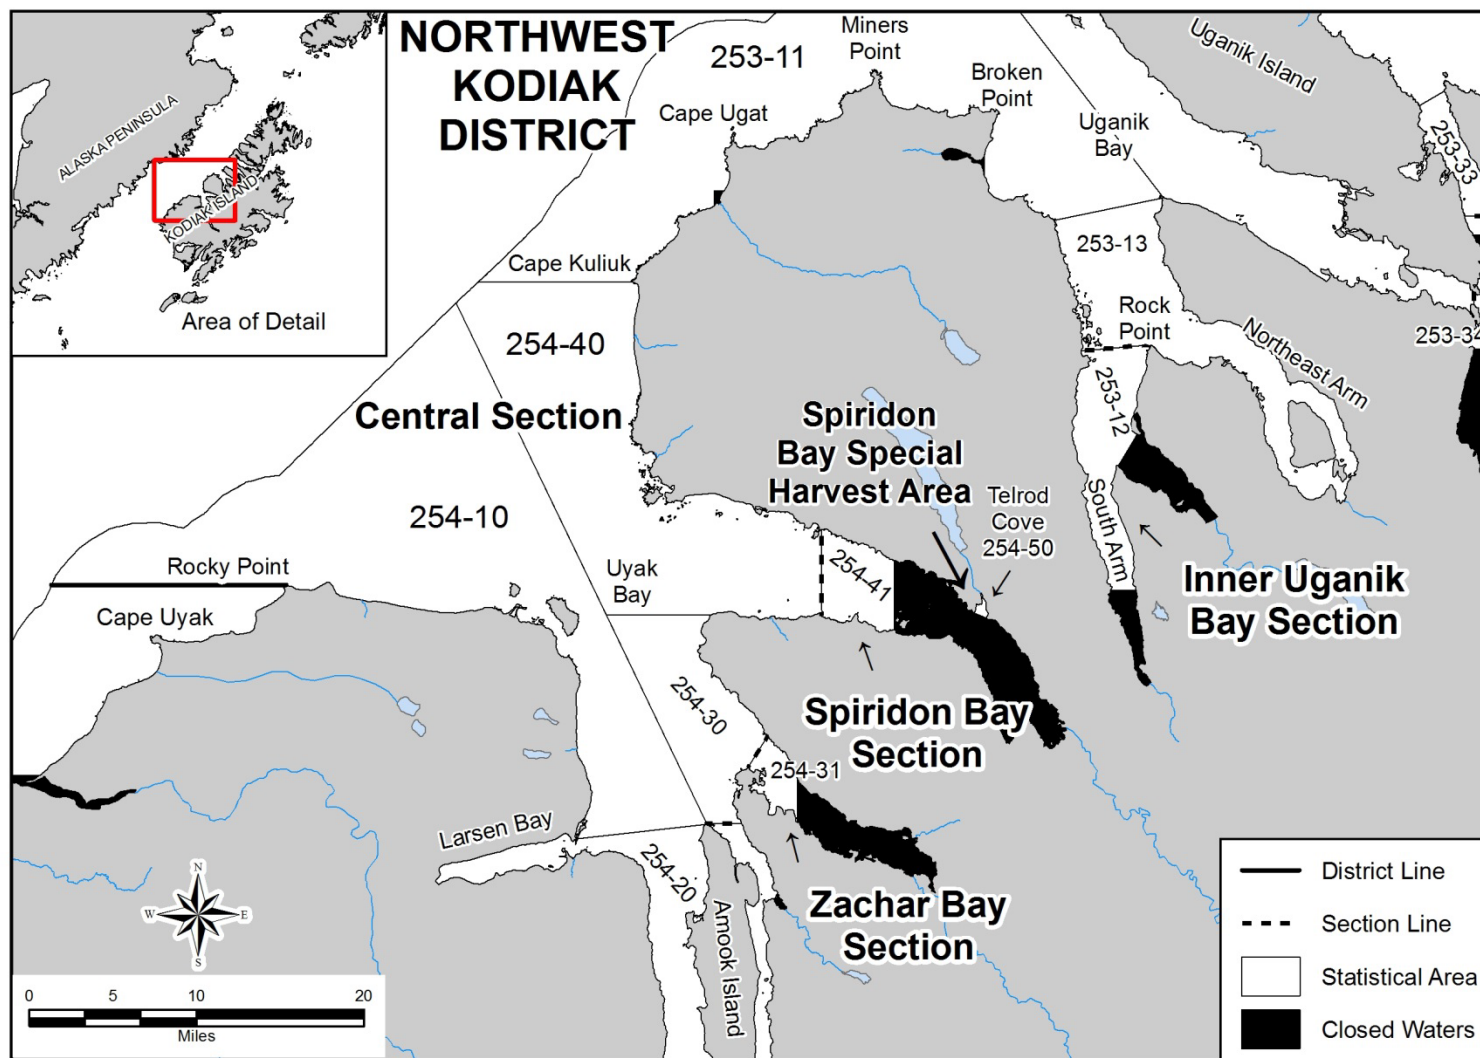 NORTHWEST
KODIAK
DISTRICT
253-11
Miners
Point
Broken
Point
Cape Ugat
Uganik Island
Uganik
Bay
253-33
ALASKA PENINSULA
KODIAK ISLAND
Area of Detail
Cape Kuliuk
253-13
Rock
Point
Northeast Arm
253-34
254-40
253-12
Central Section
Spiridon
Bay Special
Harvest Area
Telrod
Cove
254-50
254-10
South Arm
Rocky Point
Cape Uyak
Uyak
Bay
254-41
Inner Uganik
Bay Section
254-30
Spiridon Bay
Section
254-31
Larsen Bay
254-20
Amook Island
Zachar Bay
Section
N
W
E
S
0 5 10 20
Miles
District Line
Section Line
Statistical Area
Closed Waters